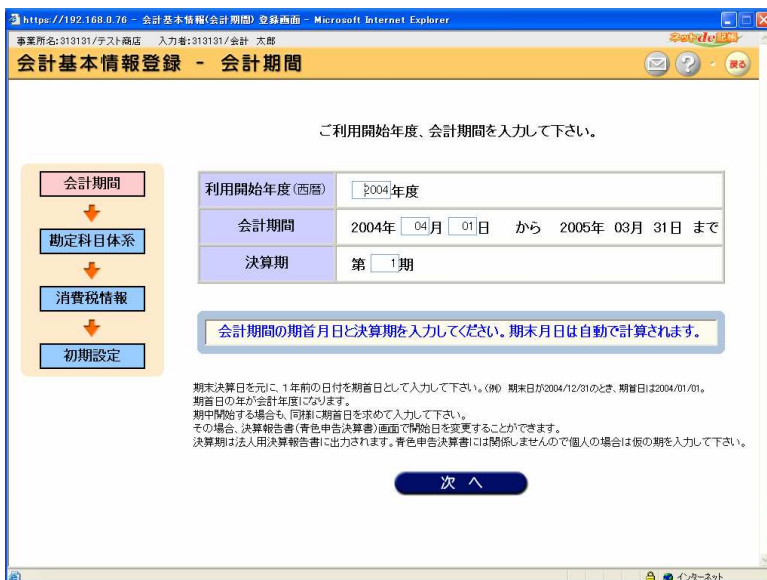 https://192.168.0.76 - 会計基本情報(会計期間) 登録画面 - Microsoft Internet Explorer
事業所名:313131/テスト商店 入力者:313131/会計 太郎
ネットde記帳
会計基本情報登録 - 会計期間
戻る
ご利用開始年度、会計期間を入力して下さい。
会計期間
勘定科目体系
消費税情報
初期設定
利用開始年度(西暦) 2004年度
会計期間 2004年 04月 01日 から 2005年 03月 31日 まで
決算期 第 1期
会計期間の期首月日と決算期を入力してください。期末月日は自動で計算されます。
期末決算日を元に、1年前の日付を期首日として入力して下さい。(例) 期末日が2004/12/31のとき、期首日は2004/01/01。
期首日の年が会計年度になります。
期中開始する場合も、同様に期首日を求めて入力して下さい。
その場合、決算報告書(青色申告決算書)画面で開始日を変更することができます。
決算期は法人用決算報告書に出力されます。青色申告決算書には関係しませんので個人の場合は仮の期を入力して下さい。
次 へ
インターネット